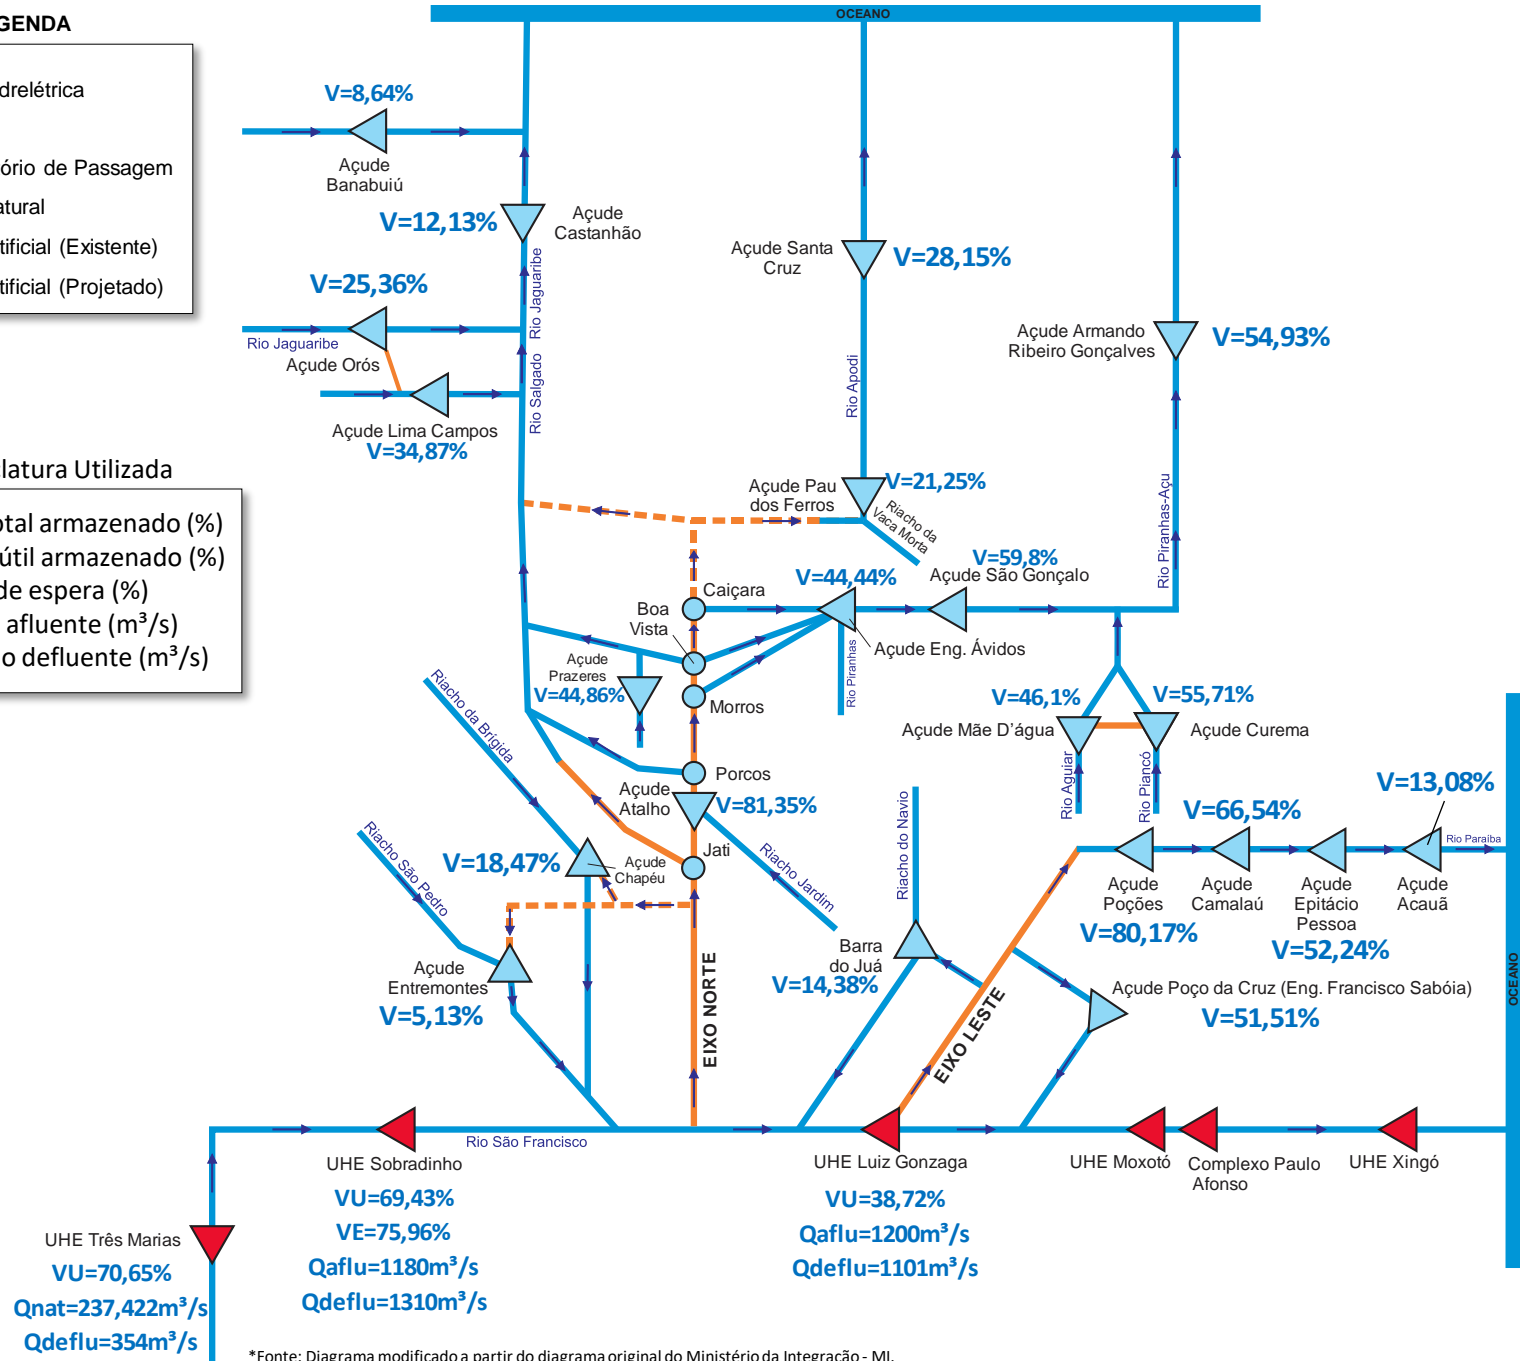 OCEANO
GENDA
drelétrica
ório de Passagem
atural
tificial (Existente)
tificial (Projetado)
V=8,64%
Açude
Banabuiú
V=12,13%
Açude
Castanhão
Rio Jaguaribe
V=25,36%
Rio Jaguaribe
Açude Orós
Rio Salgado
Açude Lima Campos
V=34,87%
Açude Santa
Cruz
V=28,15%
Rio Apodi
Açude Armando
Ribeiro Gonçalves
V=54,93%
Rio Piranhas-Açu
clatura Utilizada
otal armazenado (%)
útil armazenado (%)
de espera (%)
afluente (m³/s)
o defluente (m³/s)
Açude Pau
dos Ferros
V=21,25%
Riacho da
Vaca Morta
V=59,8%
Açude São Gonçalo
V=44,44%
Caiçara
Boa
Vista
Açude Eng. Ávidos
Rio Piranhas
Açude
Prazeres
V=44,86%
Morros
Riacho da Brígida
Porcos
V=46,1%
V=55,71%
Açude Mãe D'água
Açude Curema
Rio Aguiar
Rio Piancó
Açude
Atalho
V=81,35%
Riacho São Pedro
V=18,47%
Açude
Chapéu
Jati
Riacho Jardim
Riacho do Navio
V=13,08%
V=66,54%
Rio Paraíba
Açude
Poções
V=80,17%
Açude
Camalaú
Açude
Epitácio
Pessoa
V=52,24%
Açude
Acauã
Açude
Entremontes
V=5,13%
EIXO NORTE
Barra
do Juá
V=14,38%
EIXO LESTE
Açude Poço da Cruz (Eng. Francisco Sabóia)
V=51,51%
OCEANO
Rio São Francisco
UHE Sobradinho
VU=69,43%
VE=75,96%
Qaflu=1180m³/s
Qdeflu=1310m³/s
UHE Luiz Gonzaga
VU=38,72%
Qaflu=1200m³/s
Qdeflu=1101m³/s
UHE Moxotó
Complexo Paulo
Afonso
UHE Xingó
UHE Três Marias
VU=70,65%
Qnat=237,422m³/s
Qdeflu=354m³/s
*Fonte: Diagrama modificado a partir do diagrama original do Ministério da Integração - MI.